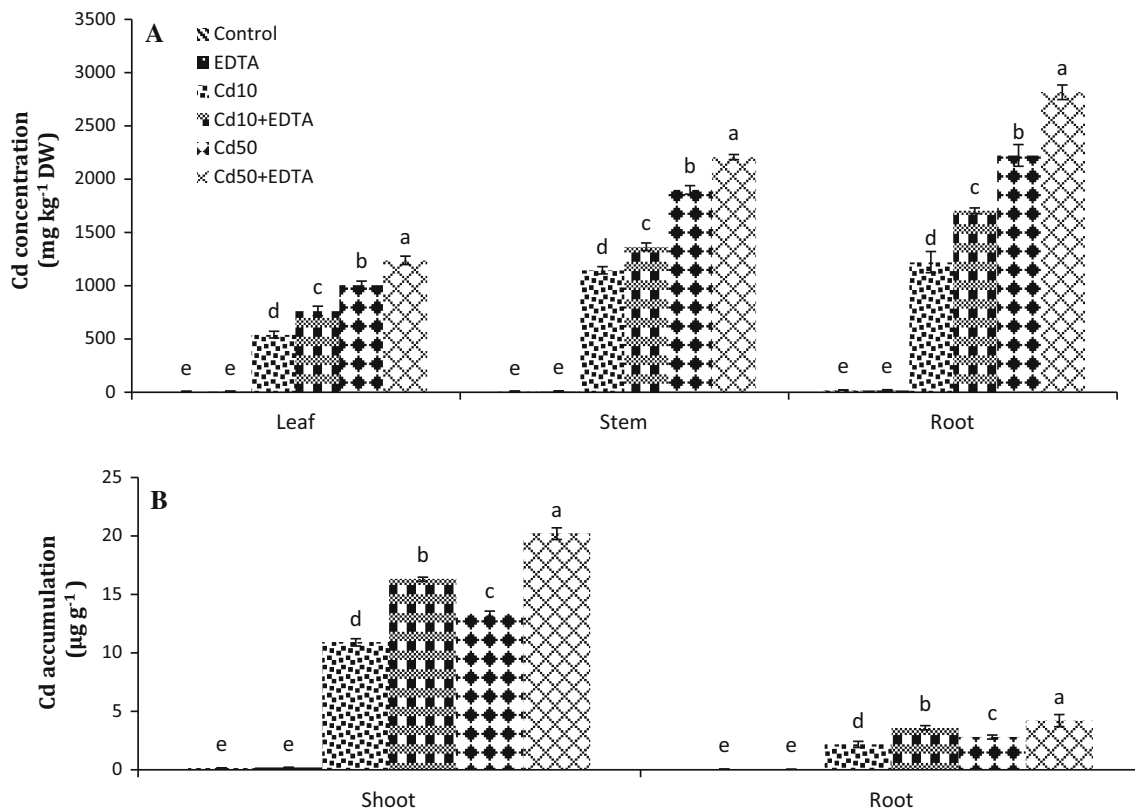 A
Cd concentration
(mg kg⁻¹ DW)
3500
3000
2500
2000
1500
1000
500
0
Control
EDTA
Cd10
Cd10+EDTA
Cd50
Cd50+EDTA
e e d c b a
e e d c b a
e e d c b a
Leaf Stem Root
B
Cd accumulation
(µg g⁻¹)
25
20
15
10
5
0
e e d b c a
e e d b c a
Shoot Root